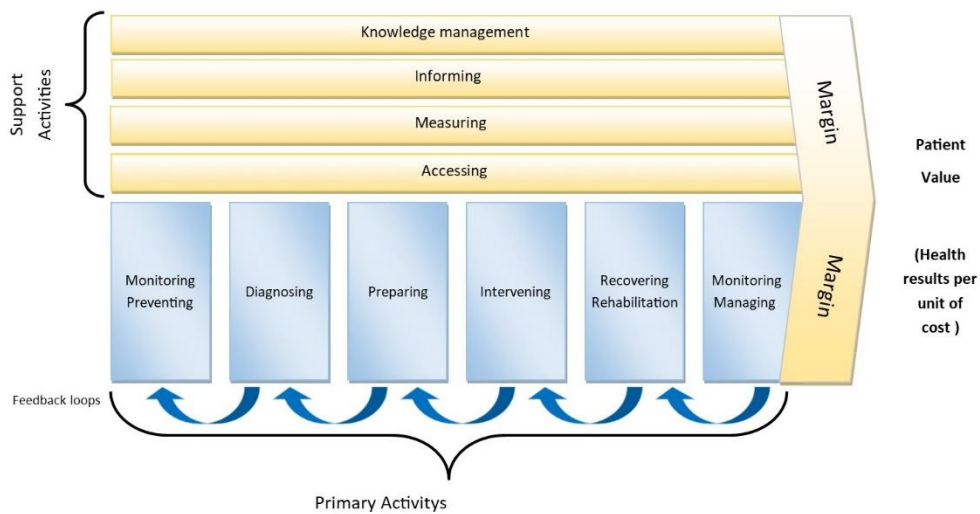 Knowledge management
Informing
Measuring
Accessing
Support
Activities
Margin
Margin
Patient
Value
(Health
results per
unit of
cost )
Monitoring
Preventing
Diagnosing
Preparing
Intervening
Recovering
Rehabilitation
Monitoring
Managing
Feedback loops
Primary Activitys